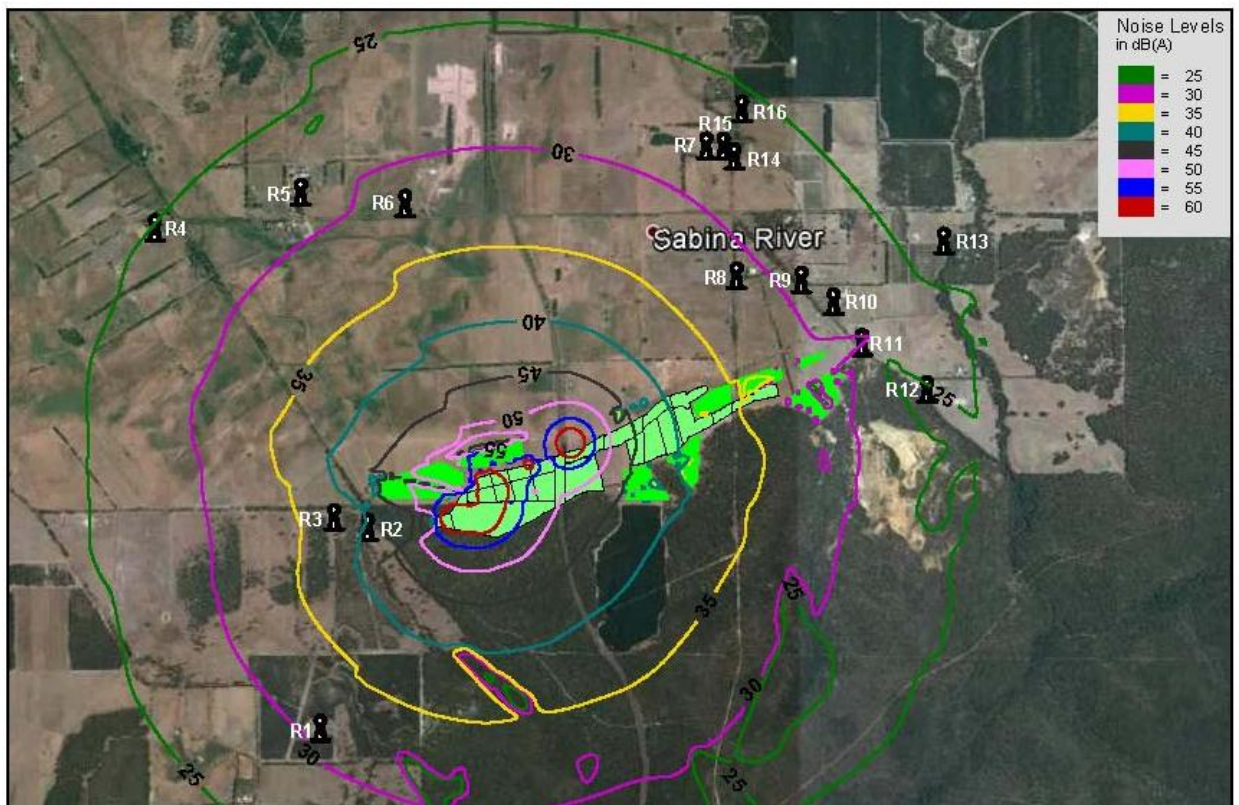 Noise Levels
in dB(A)
= 25
= 30
= 35
= 40
= 45
= 50
= 55
= 60
25
30
R16
R15
R7
R14
R5
R6
R4
Sabina River
R13
R8
R9
R10
R11
R12
25
40
35
45
50
55
R3
R2
35
25
30
R1
30
25
25